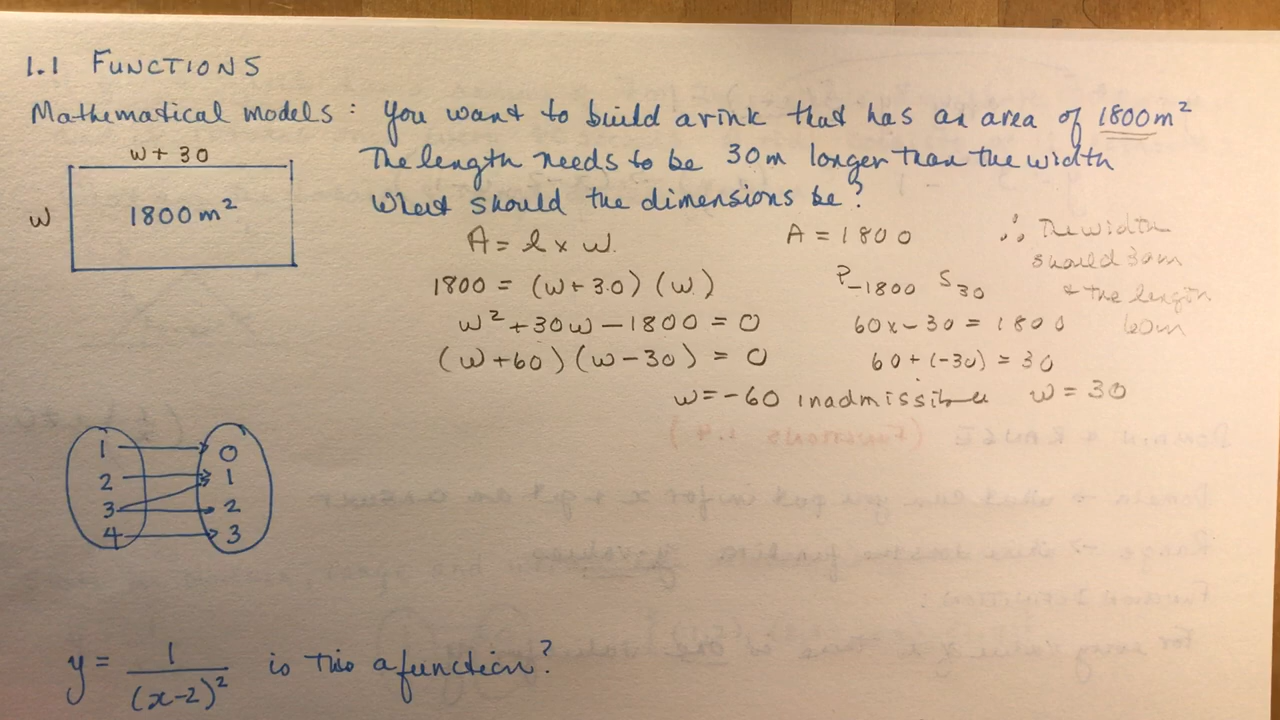 1.1 FUNCTIONS
Mathematical models: You want to build a rink that has an area of 1800m²
The length needs to be 30m longer than the width
What should the dimensions be?
w+30
w
1800m²
A = l x w.
1800 = (w+30)(w)
w²+30w-1800=0
(w+60)(w-30) = 0
w=-60 inadmissible w=30
A = 1800
P-1800 S30
60x-30 = 1800
60+(-30) = 30
∴ The width
should 30m
+ the length
60m
1 0
2 1
3 2
4 3
y = 1/(x-2)² is this a function?